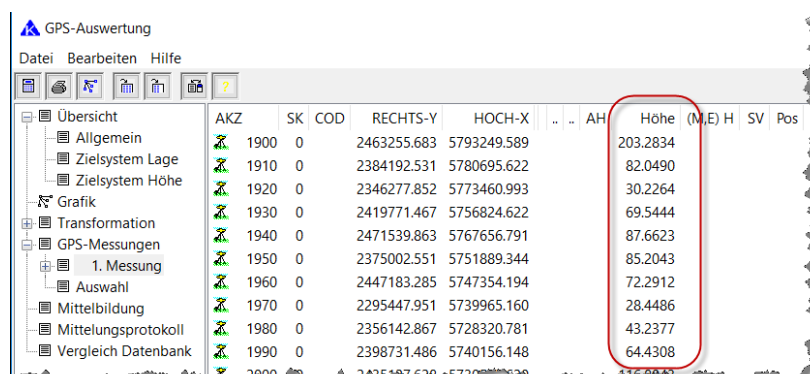 GPS-Auswertung
Datei Bearbeiten Hilfe
?
Übersicht
Allgemein
Zielsystem Lage
Zielsystem Höhe
Grafik
Transformation
GPS-Messungen
1. Messung
Auswahl
Mittelbildung
Mittelungsprotokoll
Vergleich Datenbank
AKZ SK COD RECHTS-Y HOCH-X .. .. AH Höhe (M,E) H SV Pos
1900 0 2463255.683 5793249.589 203.2834
1910 0 2384192.531 5780695.622 82.0490
1920 0 2346277.852 5773460.993 30.2264
1930 0 2419771.467 5756824.622 69.5444
1940 0 2471539.863 5767656.791 87.6623
1950 0 2375002.551 5751889.344 85.2043
1960 0 2447183.285 5747354.194 72.2912
1970 0 2295447.951 5739965.160 28.4486
1980 0 2356142.867 5728320.781 43.2377
1990 0 2398731.486 5740156.148 64.4308